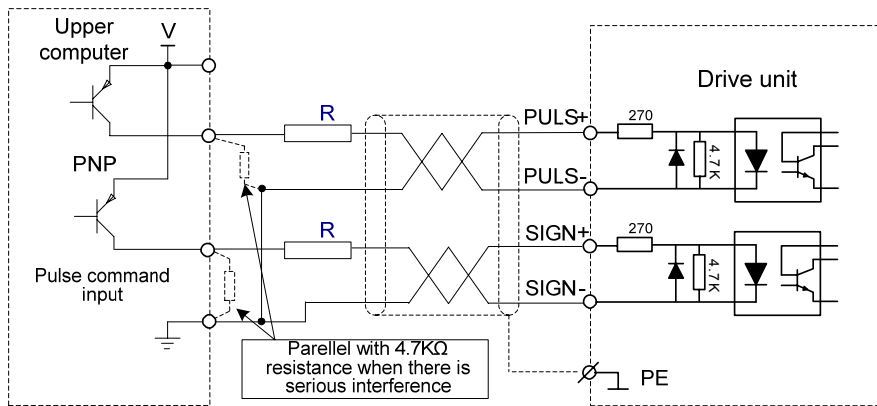 Upper
computer
V
Drive unit
R
PULS+
270
4.7K
PNP
PULS-
R
SIGN+
270
4.7K
Pulse command
input
SIGN-
Parellel with 4.7KΩ
resistance when there is
serious interference
PE